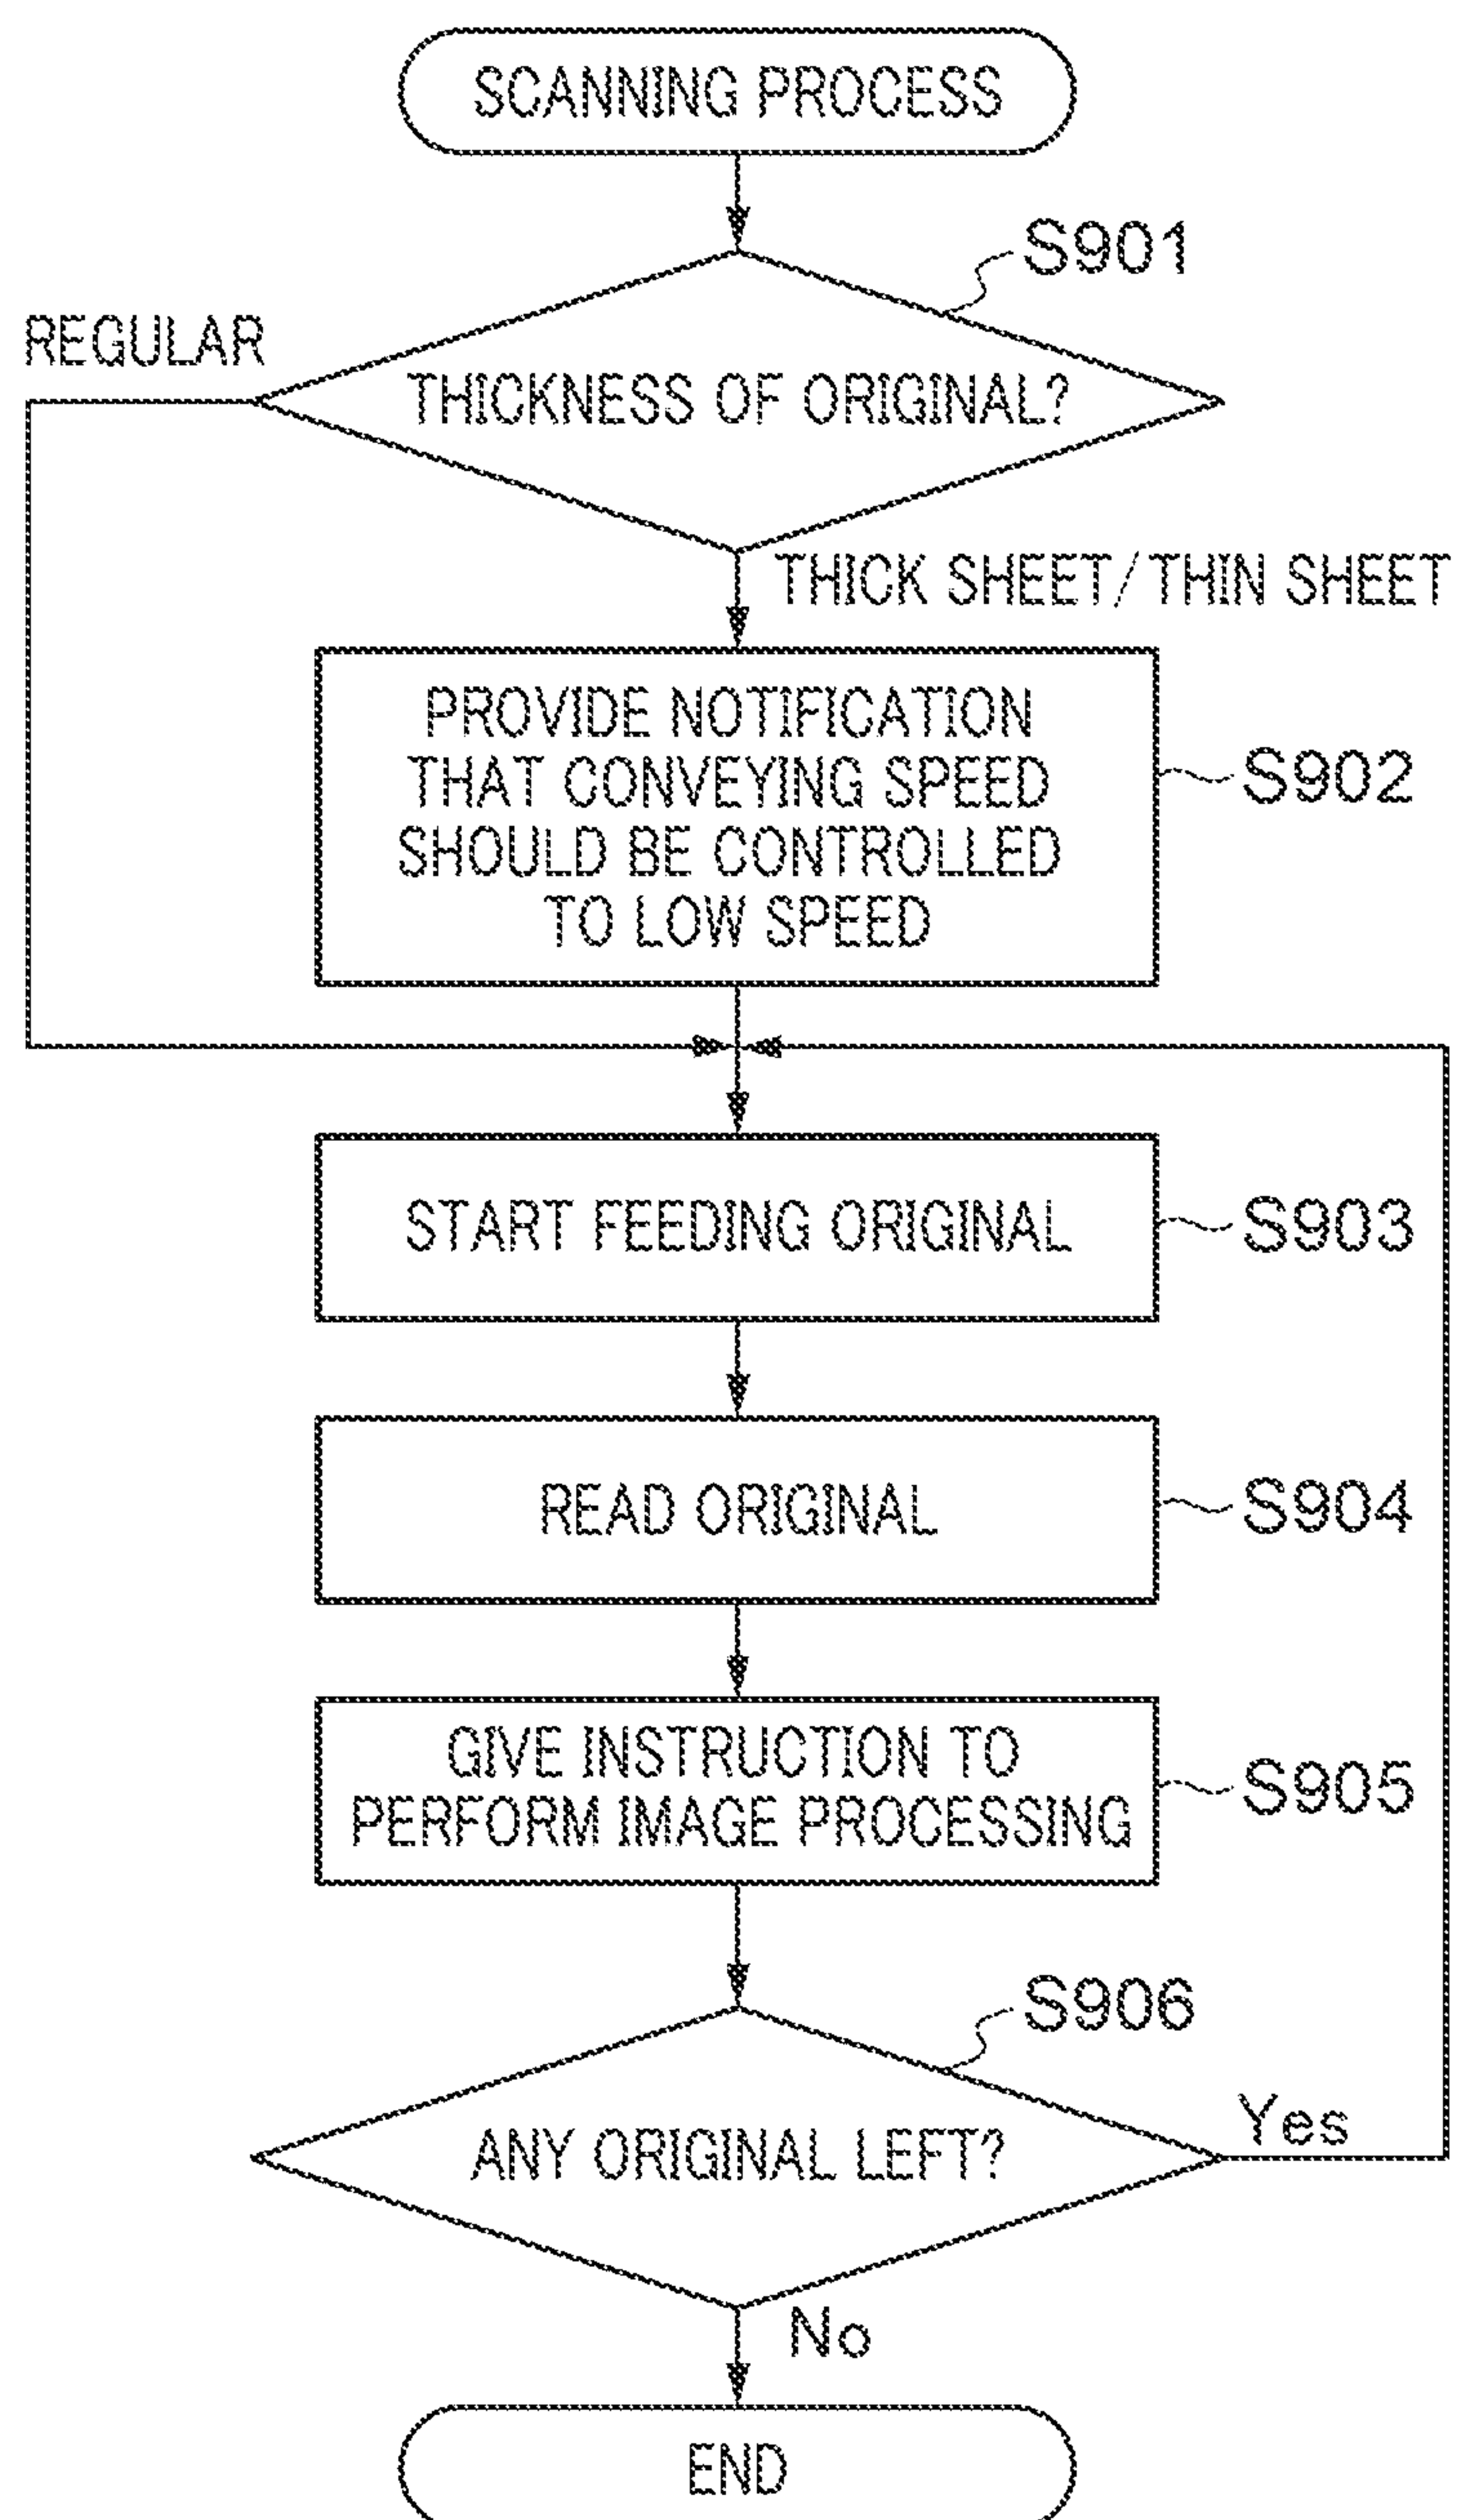 SCANNING PROCESS
S901
REGULAR
THICKNESS OF ORIGINAL?
THICK SHEET/THIN SHEET
PROVIDE NOTIFICATION
THAT CONVEYING SPEED
SHOULD BE CONTROLLED
TO LOW SPEED
S902
START FEEDING ORIGINAL
S903
READ ORIGINAL
S904
GIVE INSTRUCTION TO
PERFORM IMAGE PROCESSING
S905
S906
ANY ORIGINAL LEFT?
Yes
No
END